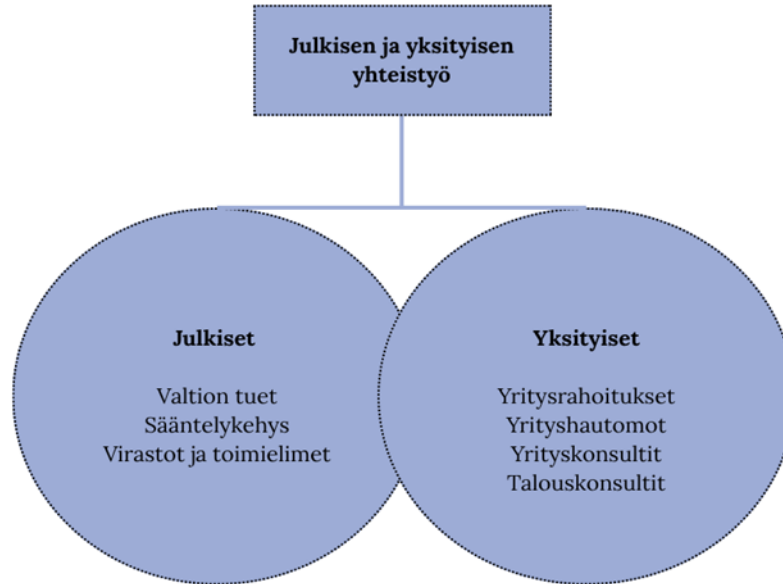 Julkisen ja yksityisen
yhteistyö
Julkiset
Valtion tuet
Sääntelykehys
Virastot ja toimielimet
Yksityiset
Yritysrahoitukset
Yrityshautomot
Yrityskonsultit
Talouskonsultit